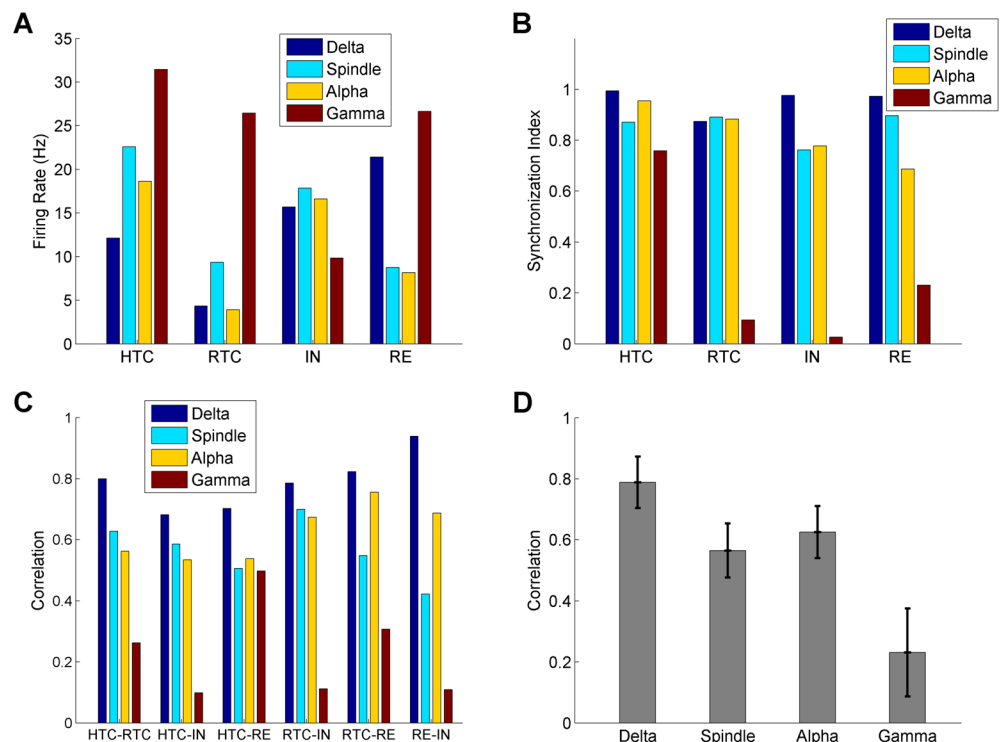 A
Firing Rate (Hz)
35
30
25
20
15
10
5
0
Delta
Spindle
Alpha
Gamma
HTC RTC IN RE
B
Synchronization Index
1
0.8
0.6
0.4
0.2
0
Delta
Spindle
Alpha
Gamma
HTC RTC IN RE
C
Correlation
1
0.8
0.6
0.4
0.2
0
Delta
Spindle
Alpha
Gamma
HTC-RTC HTC-IN HTC-RE RTC-IN RTC-RE RE-IN
D
Correlation
1
0.8
0.6
0.4
0.2
0
Delta Spindle Alpha Gamma